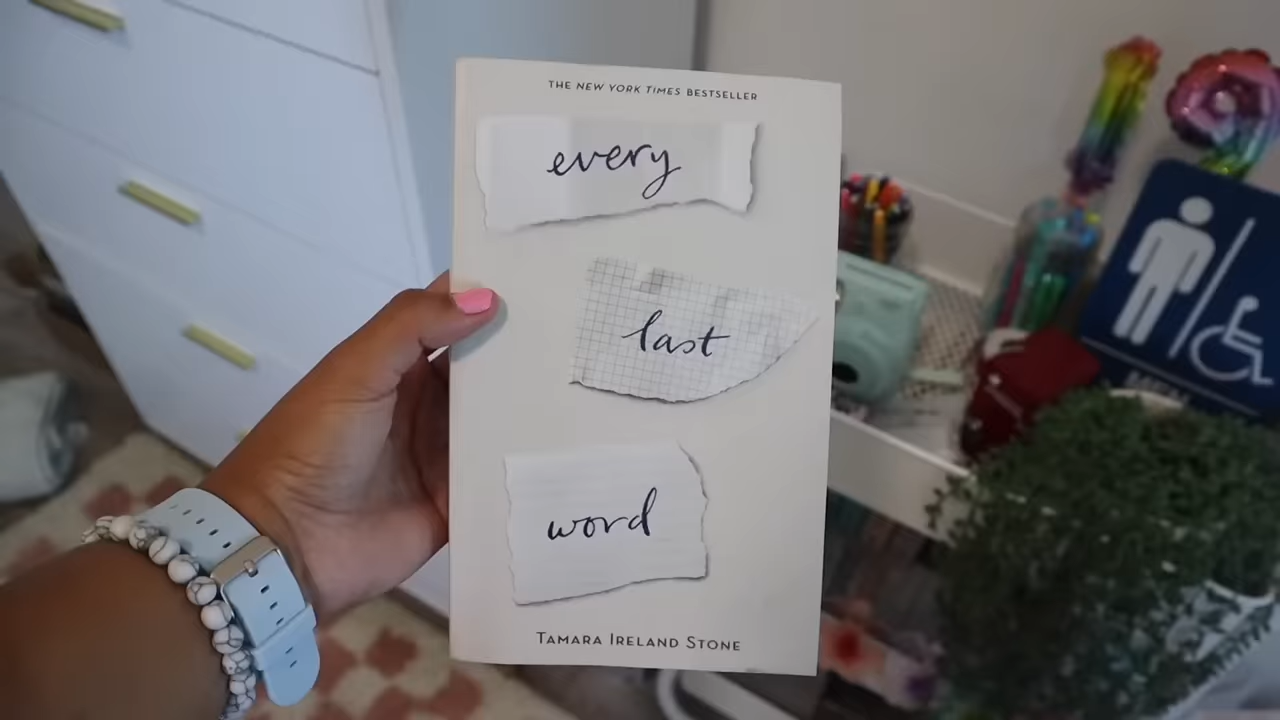 THE NEW YORK TIMES BESTSELLER
every
last
word
TAMARA IRELAND STONE